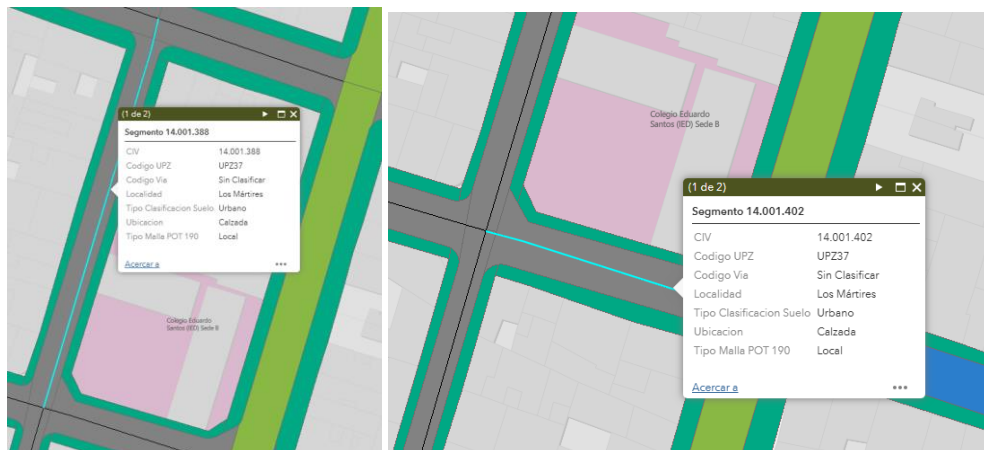 (1 de 2)
Segmento 14.001.388
CIV 14.001.388
Codigo UPZ UPZ37
Codigo Via Sin Clasificar
Localidad Los Mártires
Tipo Clasificacion Suelo Urbano
Ubicacion Calzada
Tipo Malla POT 190 Local
Acercar a
Colegio Eduardo
Santos (IED) Sede B
Colegio Eduardo
Santos (IED) Sede B
(1 de 2)
Segmento 14.001.402
CIV 14.001.402
Codigo UPZ UPZ37
Codigo Via Sin Clasificar
Localidad Los Mártires
Tipo Clasificacion Suelo Urbano
Ubicacion Calzada
Tipo Malla POT 190 Local
Acercar a